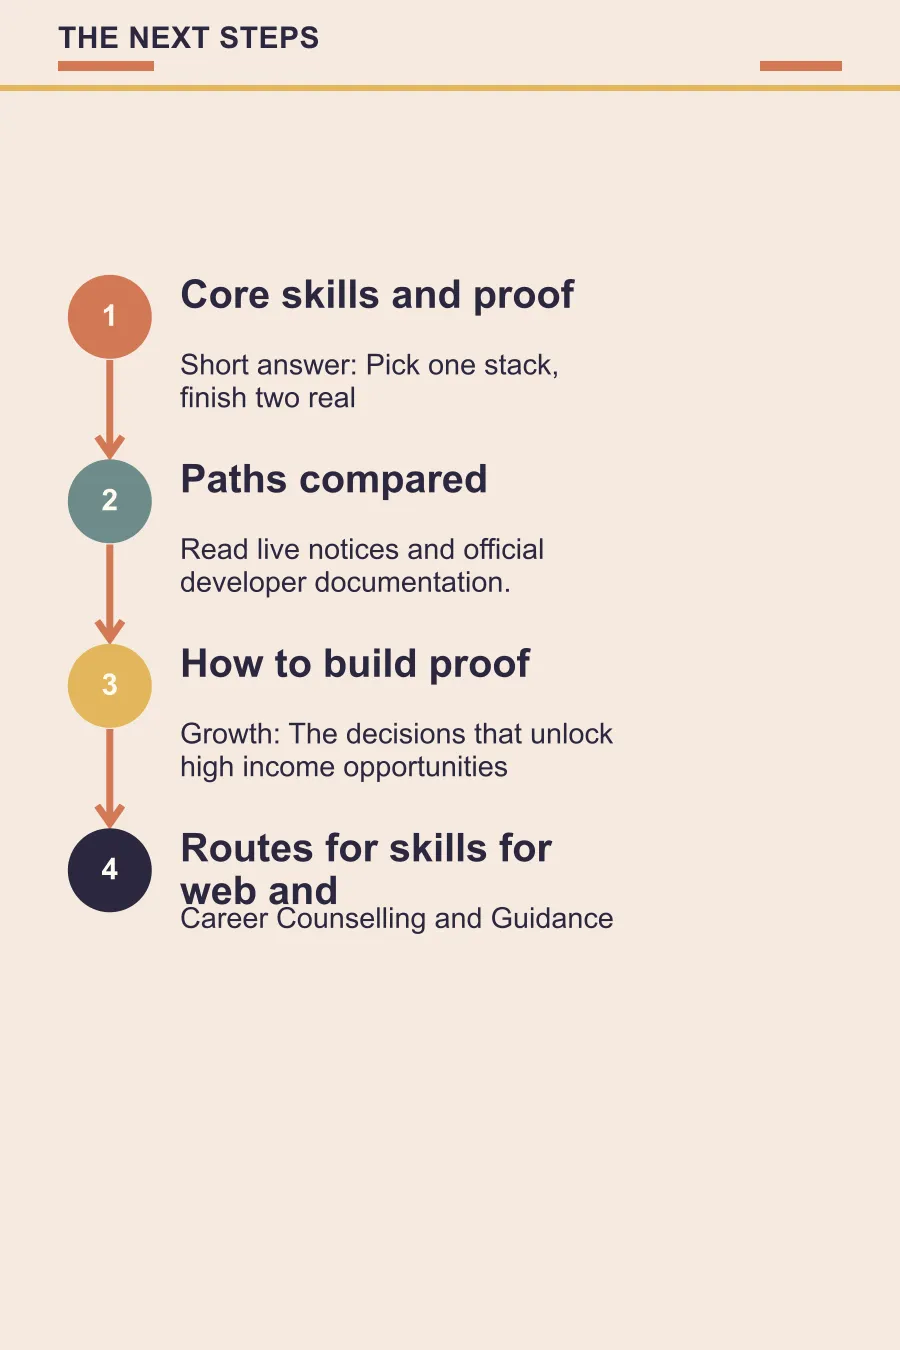 THE NEXT STEPS
1
Core skills and proof
Short answer: Pick one stack,
finish two real
2
Paths compared
Read live notices and official
developer documentation.
3
How to build proof
Growth: The decisions that unlock
high income opportunities
4
Routes for skills for
web and
Career Counselling and Guidance